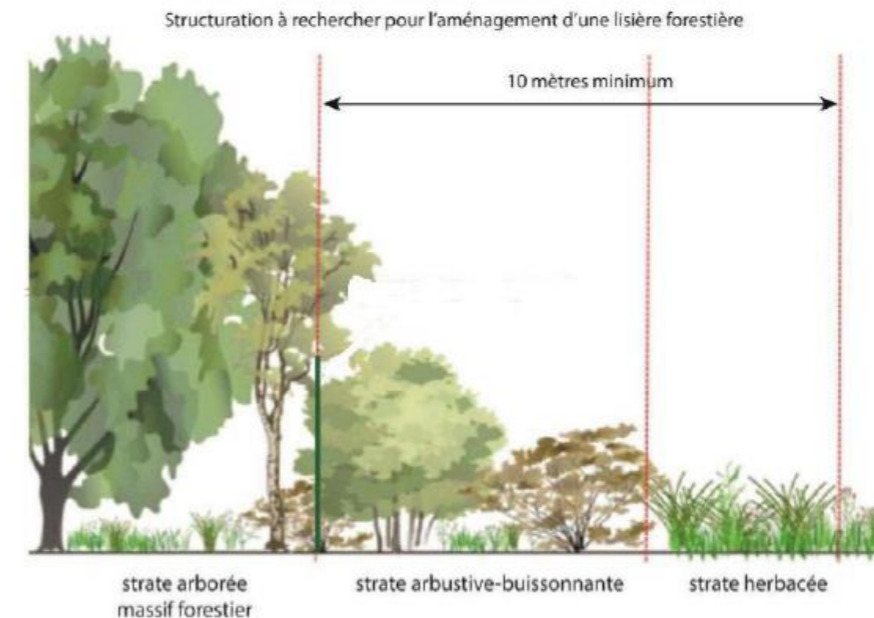 Structuration à rechercher pour l'aménagement d'une lisière forestière
10 mètres minimum
strate arborée
massif forestier
strate arbustive-buissonnante
strate herbacée